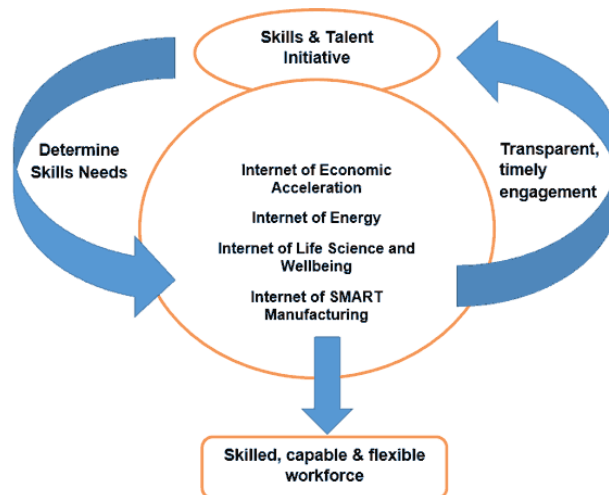 Skills & Talent
Initiative
Determine
Skills Needs
Transparent,
timely
engagement
Internet of Economic
Acceleration
Internet of Energy
Internet of Life Science and
Wellbeing
Internet of SMART
Manufacturing
Skilled, capable & flexible
workforce